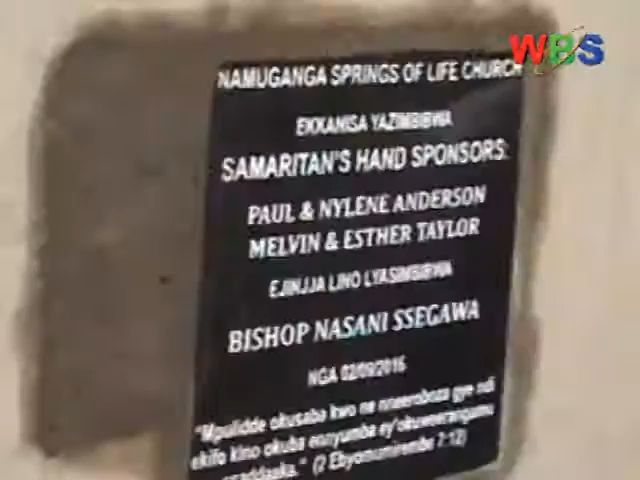 WBS
NAMUGANGA SPRINGS OF LIFE CHURCH
EKKANISA YAZIMBIBWA
SAMARITAN'S HAND SPONSORS:
PAUL & NYLENE ANDERSON
MELVIN & ESTHER TAYLOR
EJINJJA LINO LYASIMBIBWA
BISHOP NASANI SSEGAWA
NGA 02/09/2016
"Mpulidde okusaba kwo ne nneeroboza gye ndi
ekifo kino okuba ennyumba ey'okuweerangamu
ssaddaaka." (2 Ebyomumirembe 7:12)